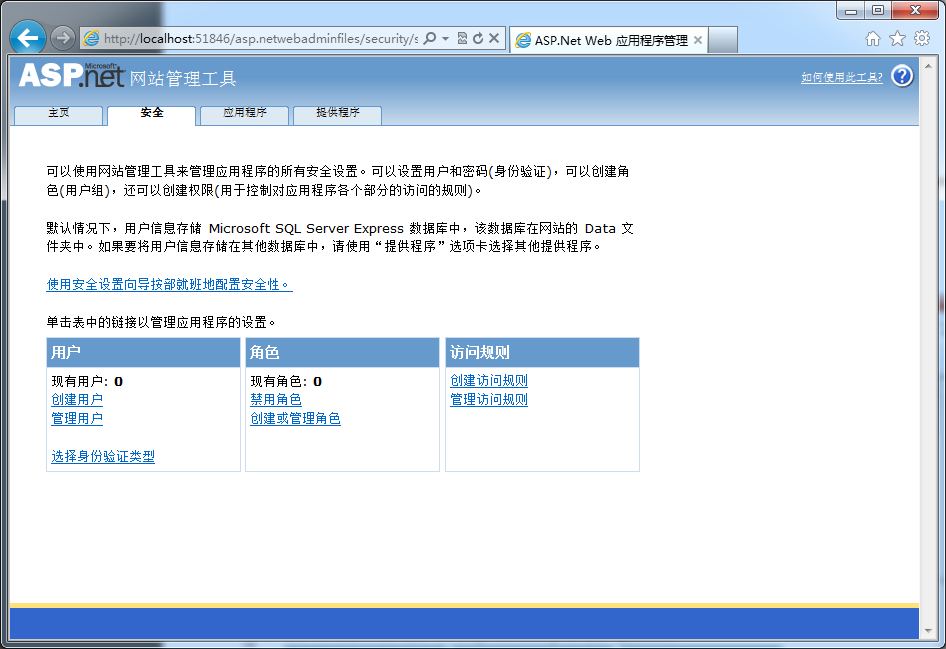 http://localhost:51846/asp.netwebadminfiles/security/s
ASP.Net Web 应用程序管理
Microsoft
ASP.net 网站管理工具
如何使用此工具?
主页
安全
应用程序
提供程序
可以使用网站管理工具来管理应用程序的所有安全设置。可以设置用户和密码(身份验证)，可以创建角
色(用户组)，还可以创建权限(用于控制对应用程序各个部分的访问的规则)。
默认情况下，用户信息存储 Microsoft SQL Server Express 数据库中，该数据库在网站的 Data 文
件夹中。如果要将用户信息存储在其他数据库中，请使用“提供程序”选项卡选择其他提供程序。
使用安全设置向导按部就班地配置安全性。
单击表中的链接以管理应用程序的设置。
用户
现有用户: 0
创建用户
管理用户
选择身份验证类型
角色
现有角色: 0
禁用角色
创建或管理角色
访问规则
创建访问规则
管理访问规则